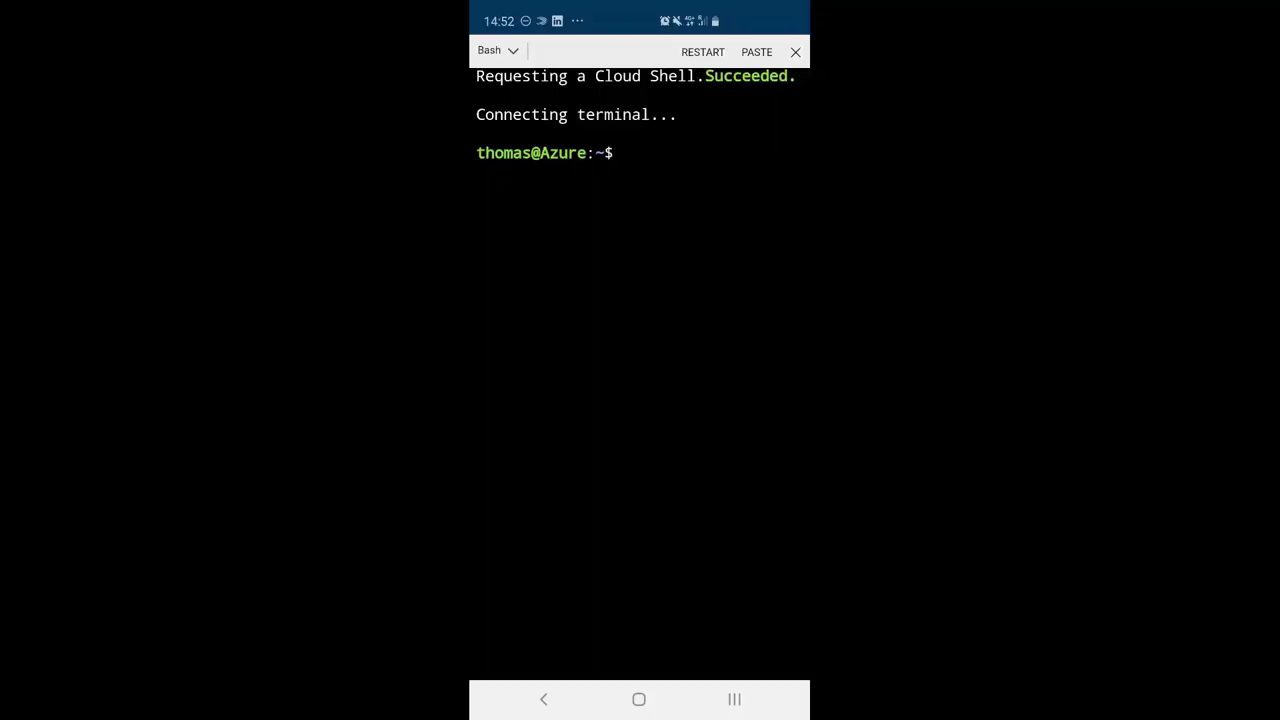 14:52
Bash RESTART PASTE
Requesting a Cloud Shell.Succeeded.
Connecting terminal...
thomas@Azure:~$